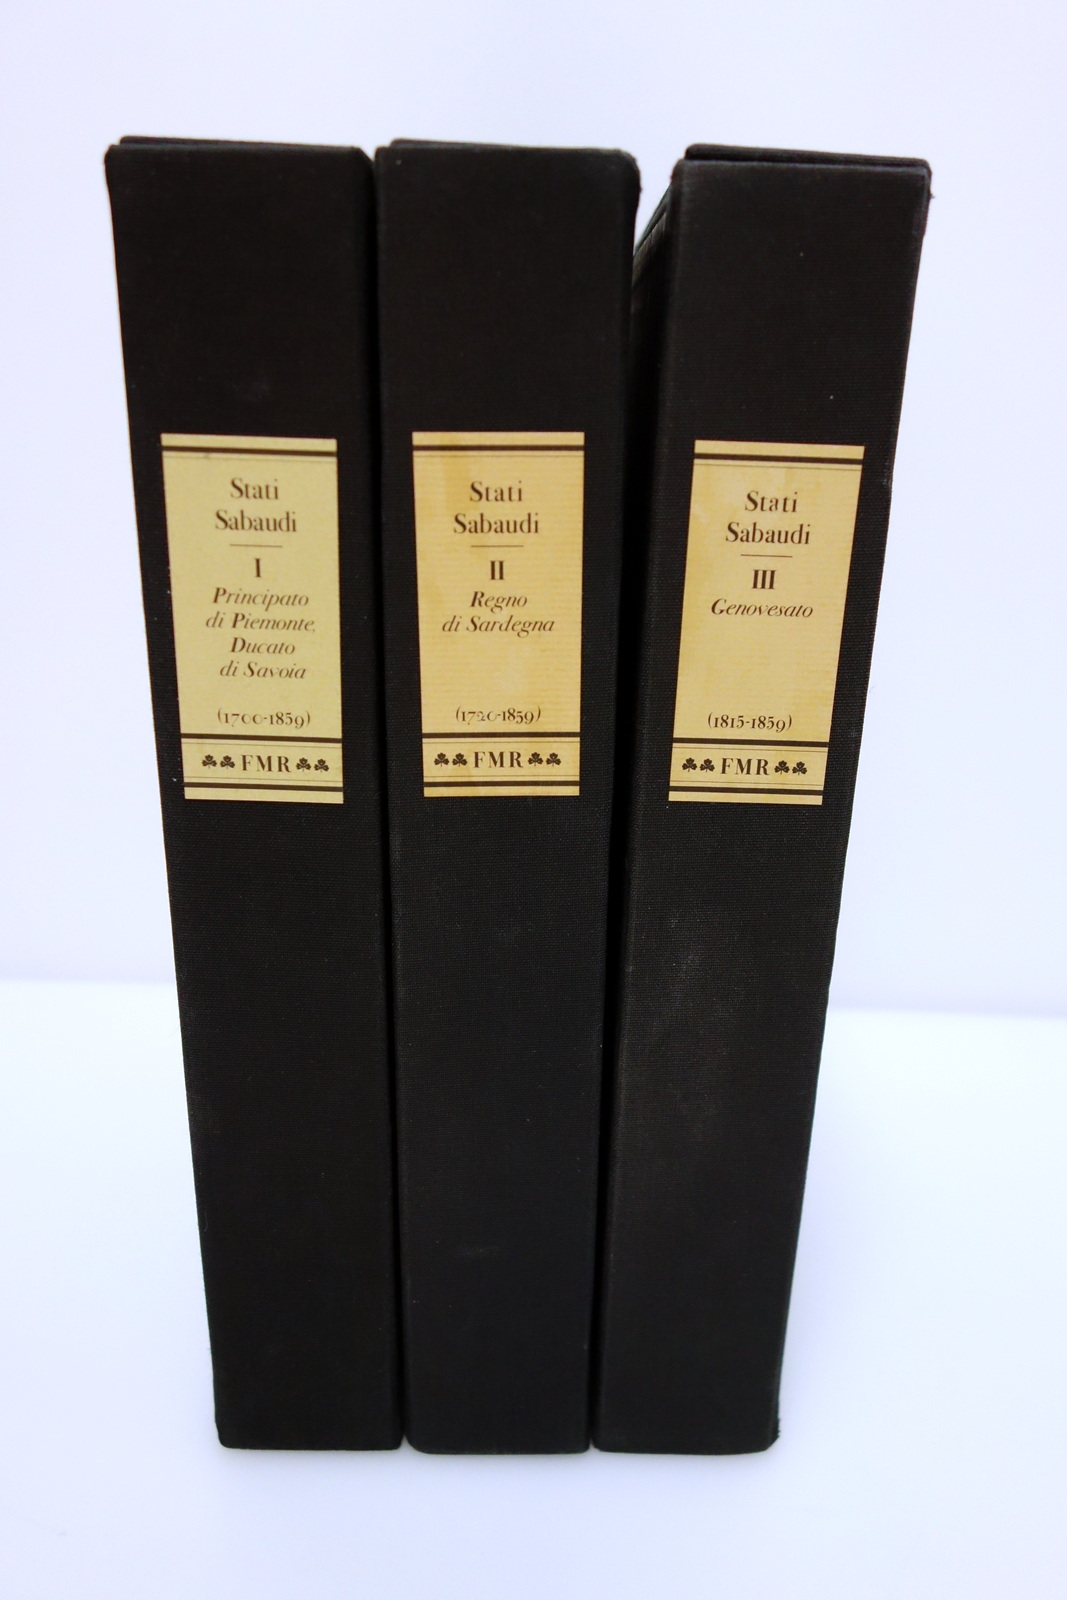 Stati
Sabaudi
I
Principato
di Piemonte,
Ducato
di Savoia
(1700-1859)
FMR
Stati
Sabaudi
II
Regno
di Sardegna
(1720-1859)
FMR
Stati
Sabaudi
III
Genovesato
(1815-1859)
FMR